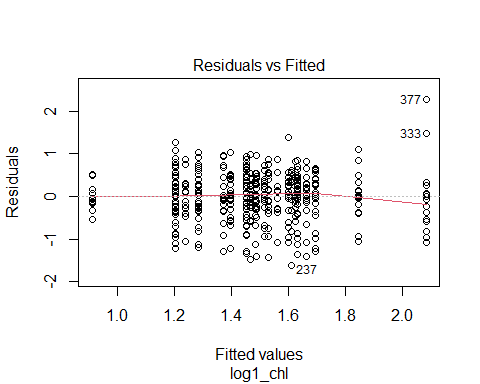 Residuals vs Fitted
Residuals
2
1
0
-1
-2
377
333
237
1.0 1.2 1.4 1.6 1.8 2.0
Fitted values
log1_chl